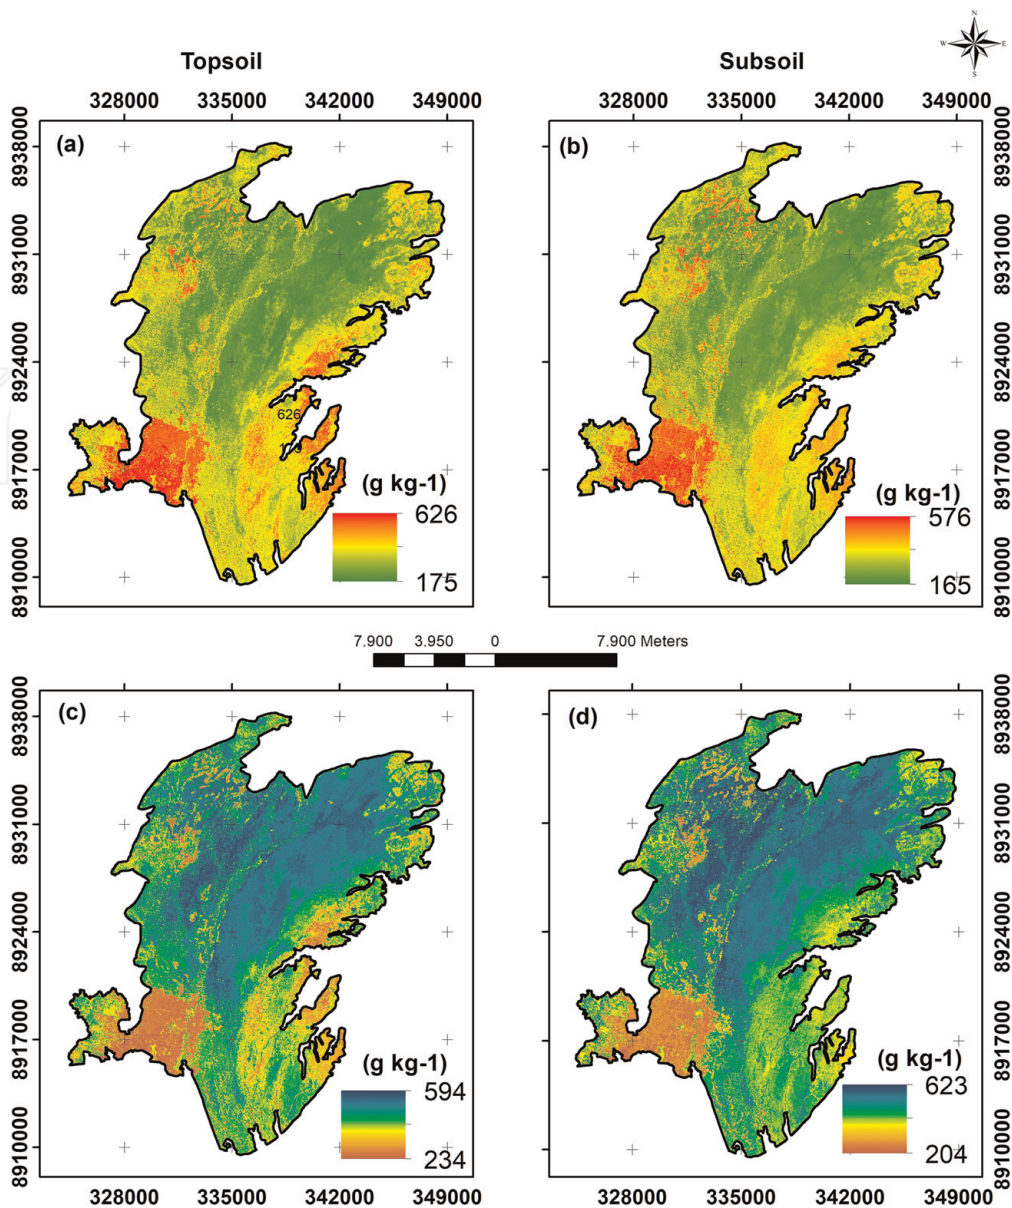 N
W E
S
Topsoil Subsoil
328000 335000 342000 349000 328000 335000 342000 349000
(a) (b)
8938000 8938000
8931000 8931000
8924000 8924000
626
8917000 8917000
(g kg-1) (g kg-1)
626 576
175 165
8910000 8910000
7.900 3.950 0 7.900 Meters
(c) (d)
8938000 8938000
8931000 8931000
8924000 8924000
8917000 8917000
(g kg-1) (g kg-1)
594 623
234 204
8910000 8910000
328000 335000 342000 349000 328000 335000 342000 349000